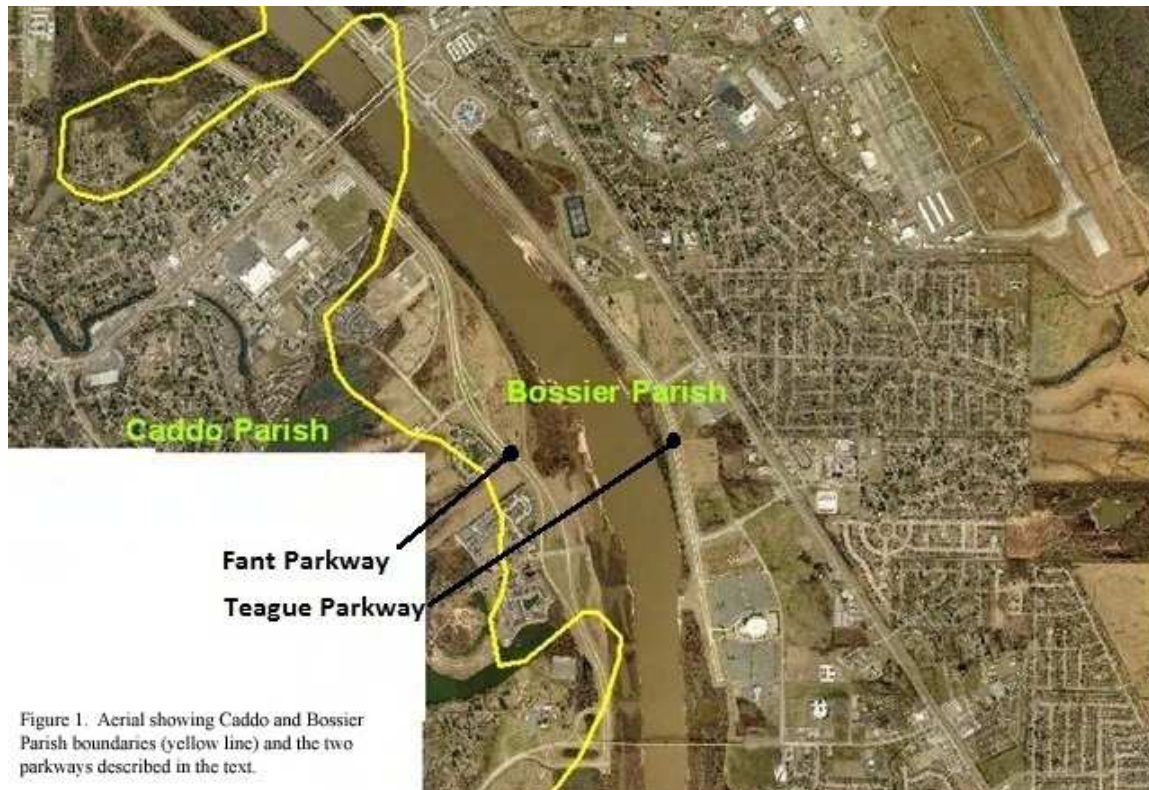 Bossier Parish
Caddo Parish
Fant Parkway
Teague Parkway
Figure 1. Aerial showing Caddo and Bossier
Parish boundaries (yellow line) and the two
parkways described in the text.